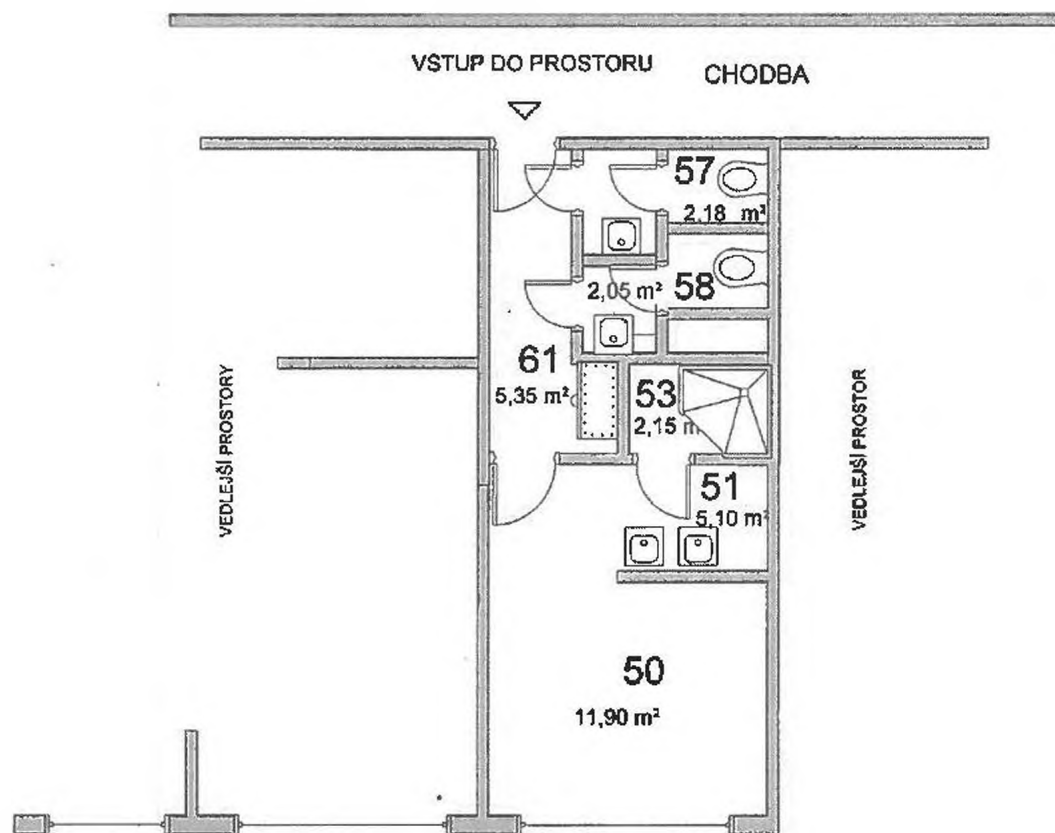 VSTUP DO PROSTORU
CHODBA
57
2,18 m²
2,05 m²
58
61
5,35 m²
53
2,15 m
51
5,10 m²
50
11,90 m²
VEDLEJŠÍ PROSTORY
VEDLEJŠÍ PROSTOR